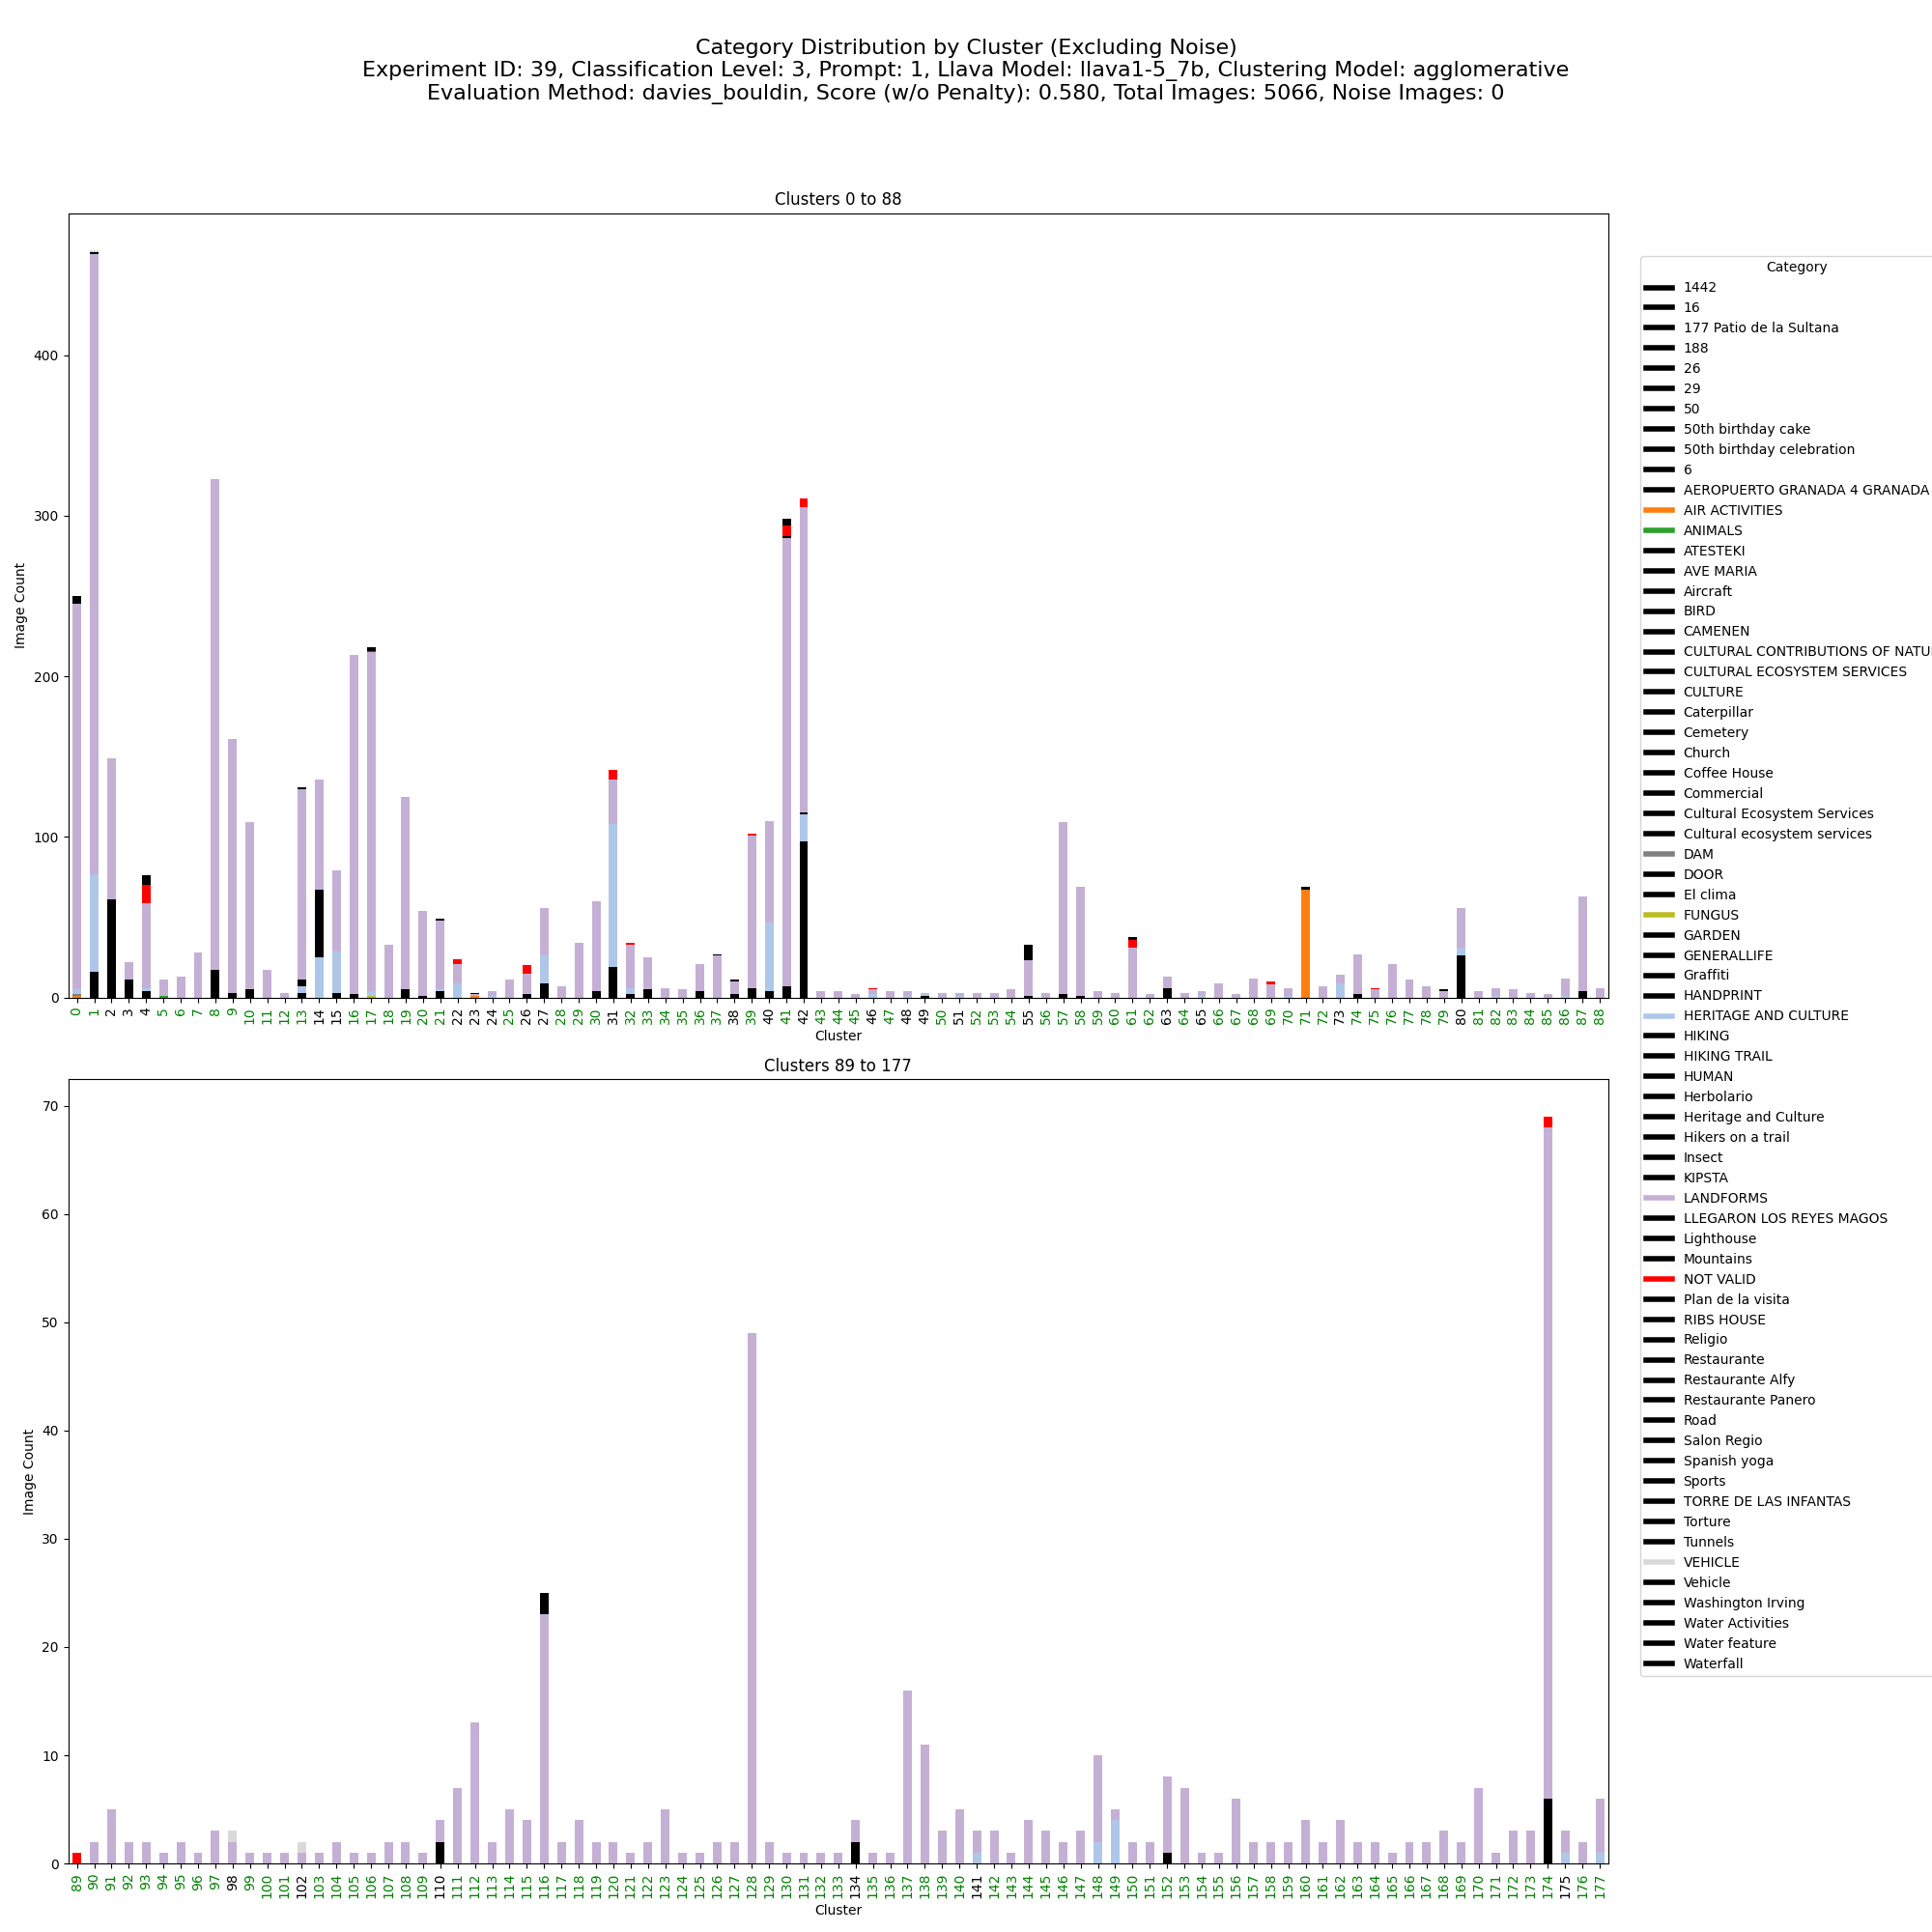 Category Distribution by Cluster (Excluding Noise)
Experiment ID: 39, Classification Level: 3, Prompt: 1, Llava Model: llava1-5_7b, Clustering Model: agglomerative
Evaluation Method: davies_bouldin, Score (w/o Penalty): 0.580, Total Images: 5066, Noise Images: 0
Clusters 0 to 88
Image Count
400
300
200
100
0
0 1 2 3 4 5 6 7 8 9 10 11 12 13 14 15 16 17 18 19 20 21 22 23 24 25 26 27 28 29 30 31 32 33 34 35 36 37 38 39 40 41 42 43 44 45 46 47 48 49 50 51 52 53 54 55 56 57 58 59 60 61 62 63 64 65 66 67 68 69 70 71 72 73 74 75 76 77 78 79 80 81 82 83 84 85 86 87 88
Cluster
Clusters 89 to 177
Image Count
70
60
50
40
30
20
10
0
89 90 91 92 93 94 95 96 97 98 99 100 101 102 103 104 105 106 107 108 109 110 111 112 113 114 115 116 117 118 119 120 121 122 123 124 125 126 127 128 129 130 131 132 133 134 135 136 137 138 139 140 141 142 143 144 145 146 147 148 149 150 151 152 153 154 155 156 157 158 159 160 161 162 163 164 165 166 167 168 169 170 171 172 173 174 175 176 177
Cluster
Category
1442
16
177 Patio de la Sultana
188
26
29
50
50th birthday cake
50th birthday celebration
6
AEROPUERTO GRANADA 4 GRANADA
AIR ACTIVITIES
ANIMALS
ATESTEKI
AVE MARIA
Aircraft
BIRD
CAMENEN
CULTURAL CONTRIBUTIONS OF NATU
CULTURAL ECOSYSTEM SERVICES
CULTURE
Caterpillar
Cemetery
Church
Coffee House
Commercial
Cultural Ecosystem Services
Cultural ecosystem services
DAM
DOOR
El clima
FUNGUS
GARDEN
GENERALLIFE
Graffiti
HANDPRINT
HERITAGE AND CULTURE
HIKING
HIKING TRAIL
HUMAN
Herbolario
Heritage and Culture
Hikers on a trail
Insect
KIPSTA
LANDFORMS
LLEGARON LOS REYES MAGOS
Lighthouse
Mountains
NOT VALID
Plan de la visita
RIBS HOUSE
Religio
Restaurante
Restaurante Alfy
Restaurante Panero
Road
Salon Regio
Spanish yoga
Sports
TORRE DE LAS INFANTAS
Torture
Tunnels
VEHICLE
Vehicle
Washington Irving
Water Activities
Water feature
Waterfall